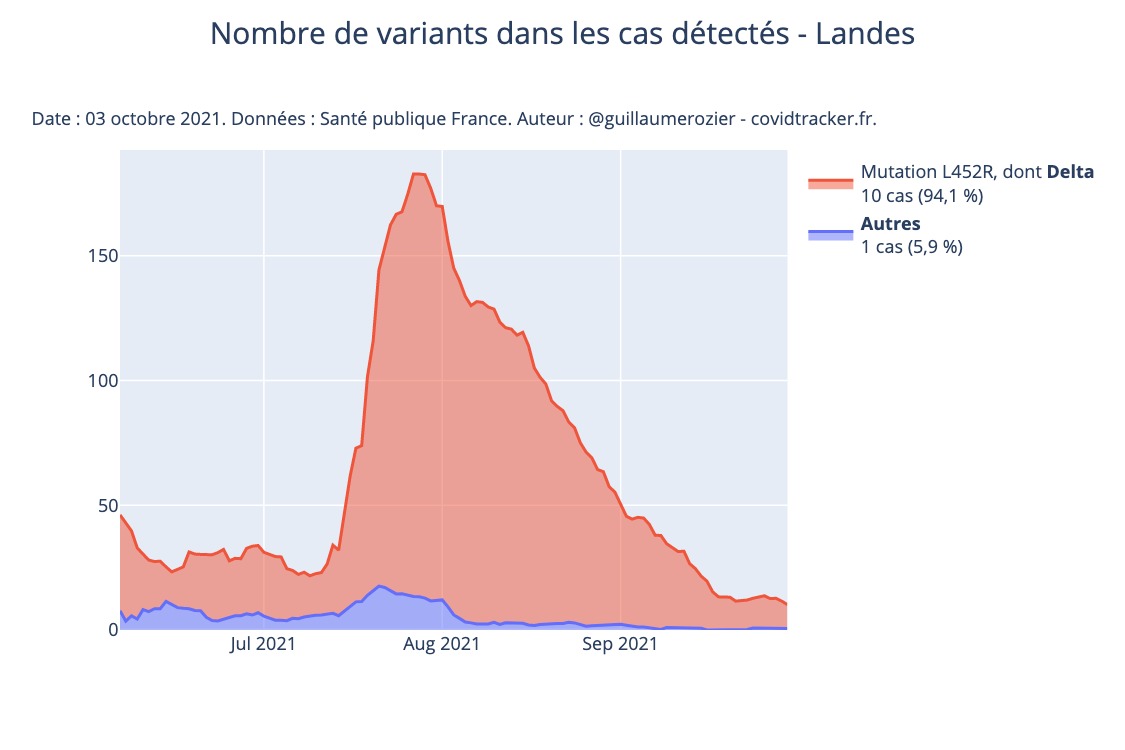 Nombre de variants dans les cas détectés - Landes
Date : 03 octobre 2021. Données : Santé publique France. Auteur : @guillaumerozier - covidtracker.fr.
Mutation L452R, dont Delta
10 cas (94,1 %)
Autres
1 cas (5,9 %)
150
100
50
0
Jul 2021
Aug 2021
Sep 2021